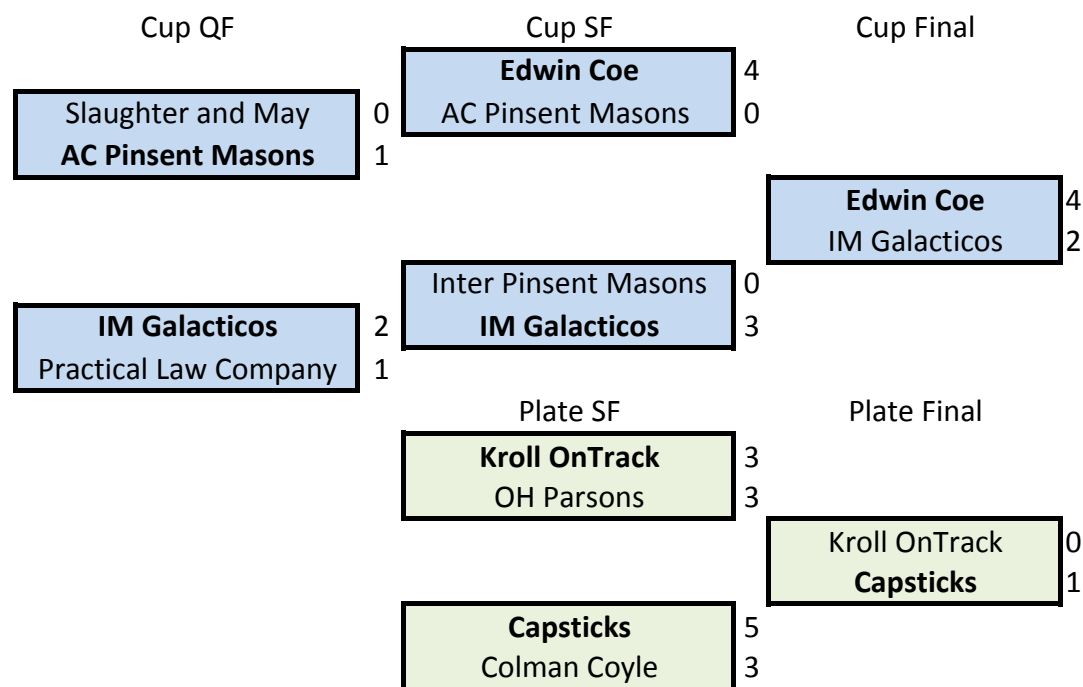 Cup QF Cup SF Cup Final
Edwin Coe 4
Slaughter and May 0 AC Pinsent Masons 0
AC Pinsent Masons 1
Edwin Coe 4
IM Galacticos 2
Inter Pinsent Masons 0
IM Galacticos 2 IM Galacticos 3
Practical Law Company 1
Plate SF Plate Final
Kroll OnTrack 3
OH Parsons 3
Kroll OnTrack 0
Capsticks 1
Capsticks 5
Colman Coyle 3